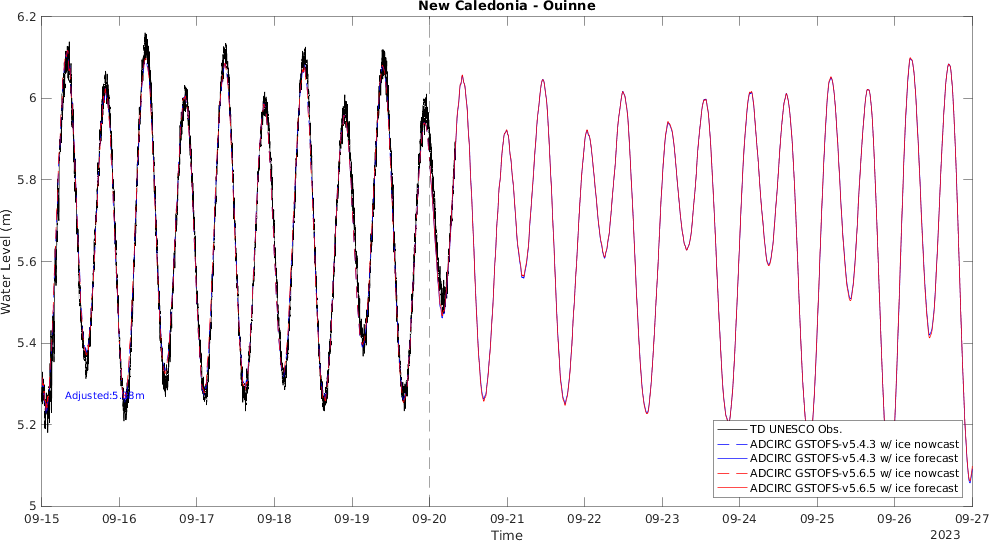 New Caledonia - Ouinne
6.2
6
5.8
5.6
5.4
5.2
5
Water Level (m)
TD UNESCO Obs.
ADCIRC GSTOFS-v5.4.3 w/ ice nowcast
ADCIRC GSTOFS-v5.4.3 w/ ice forecast
ADCIRC GSTOFS-v5.6.5 w/ ice nowcast
ADCIRC GSTOFS-v5.6.5 w/ ice forecast
09-15 09-16 09-17 09-18 09-19 09-20 09-21 09-22 09-23 09-24 09-25 09-26 09-27
Time
2023